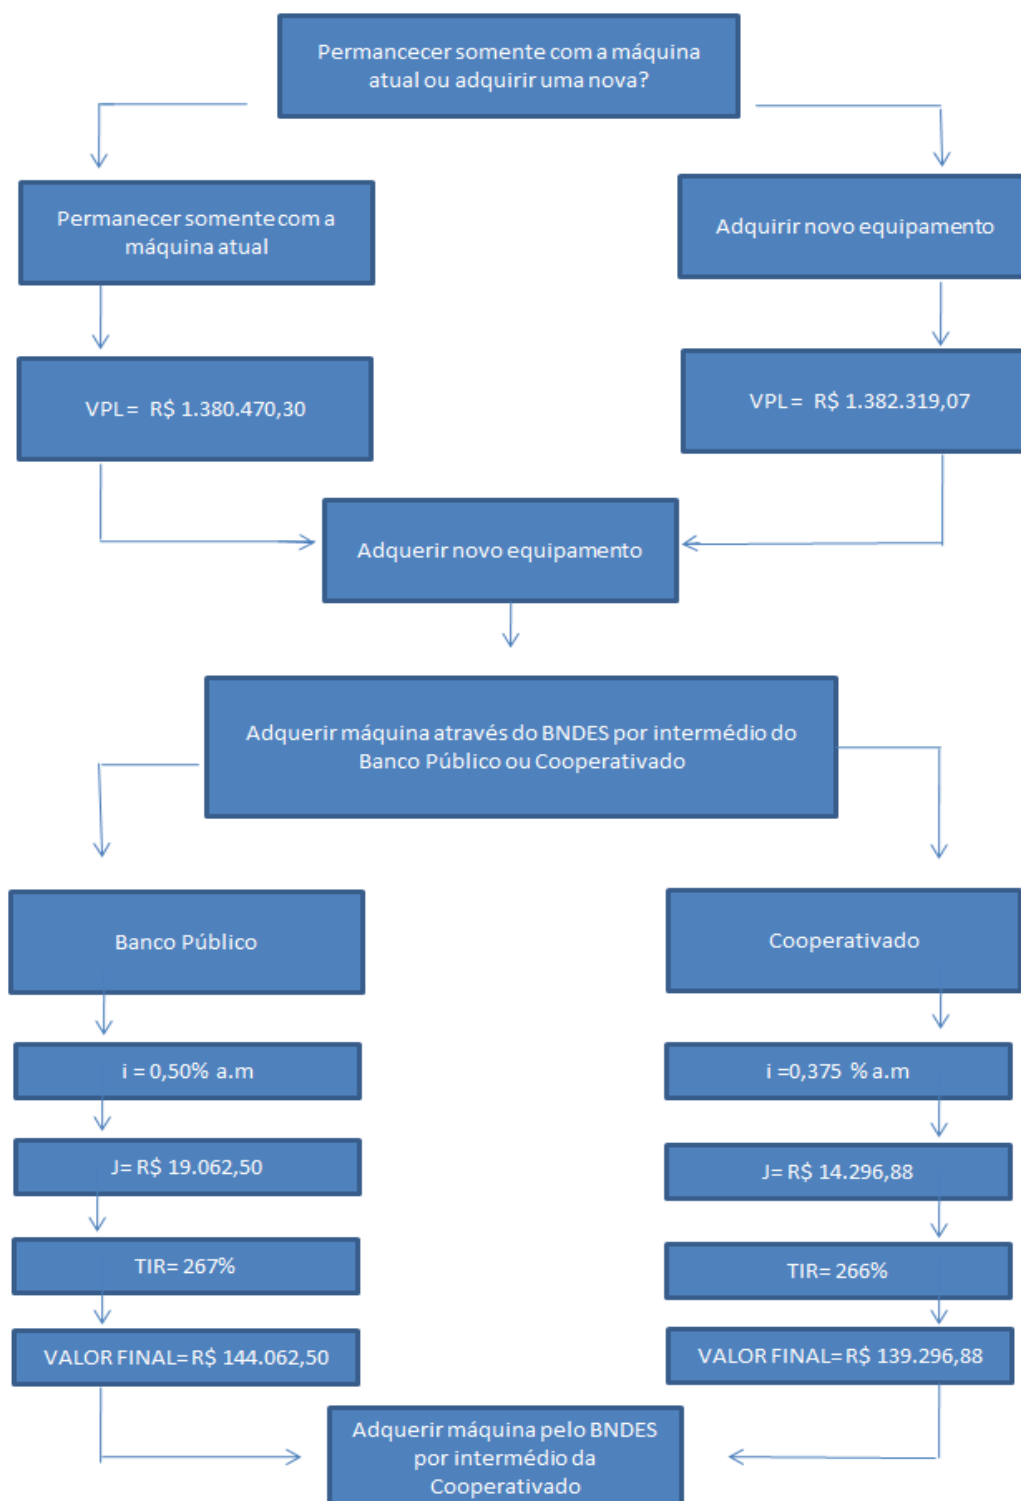 Permancecer somente com a máquina
atual ou adquirir uma nova?
Permanecer somente com a
máquina atual
Adquirir novo equipamento
VPL = R$ 1.380.470,30
VPL = R$ 1.382.319,07
Adquerir novo equipamento
Adquerir máquina através do BNDES por intermédio do
Banco Público ou Cooperativado
Banco Público
Cooperativado
i = 0,50% a.m
i =0,375 % a.m
J= R$ 19.062,50
J= R$ 14.296,88
TIR= 267%
TIR= 266%
VALOR FINAL= R$ 144.062,50
VALOR FINAL= R$ 139.296,88
Adquerir máquina pelo BNDES
por intermédio da
Cooperativado